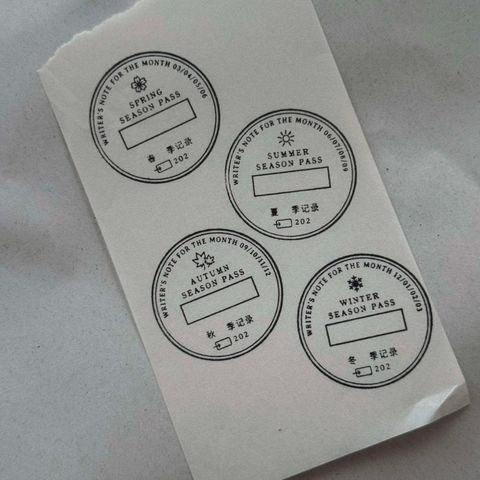 WRITER'S NOTE FOR THE MONTH 03/04/05/06
SPRING
SEASON PASS
春 季记录
202
WRITER'S NOTE FOR THE MONTH 06/07/08/09
SUMMER
SEASON PASS
夏 季记录
202
WRITER'S NOTE FOR THE MONTH 09/10/11/12
AUTUMN
SEASON PASS
秋 季记录
202
WRITER'S NOTE FOR THE MONTH 12/01/02/03
WINTER
SEASON PASS
冬 季记录
202